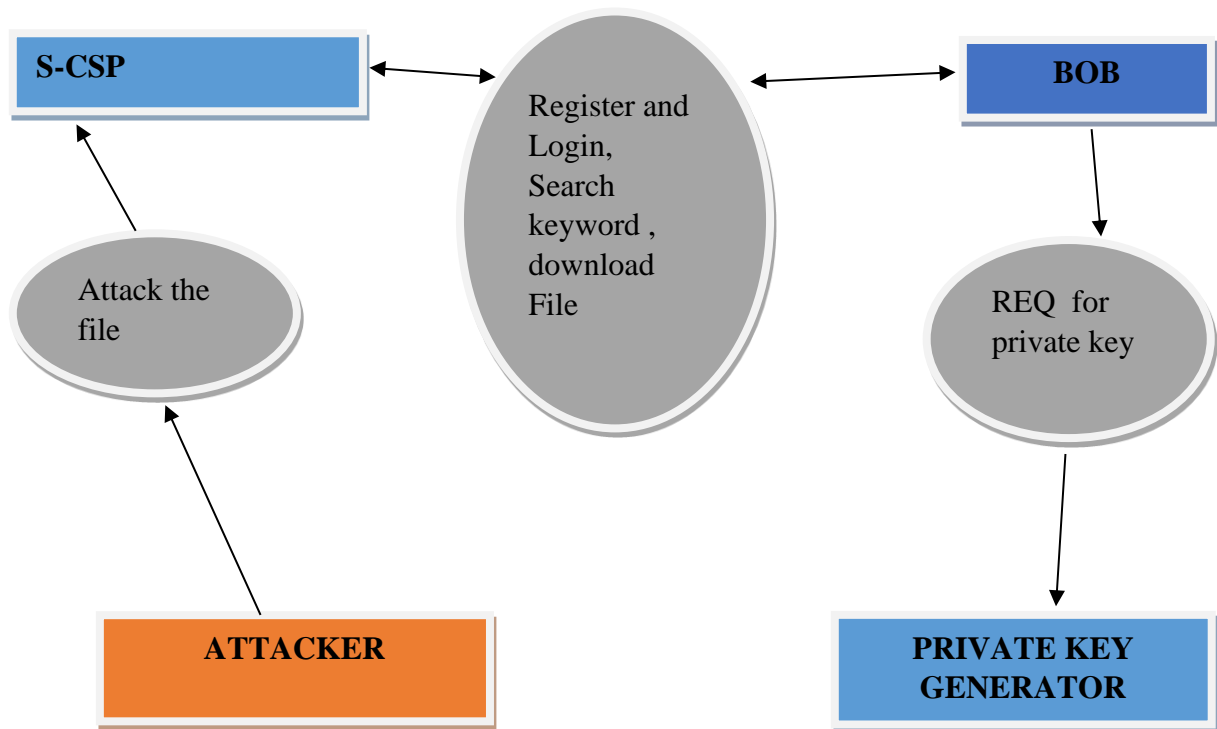 S-CSP
BOB
Register and
Login,
Search
keyword ,
download
File
Attack the
file
REQ  for
private key
ATTACKER
PRIVATE KEY
GENERATOR